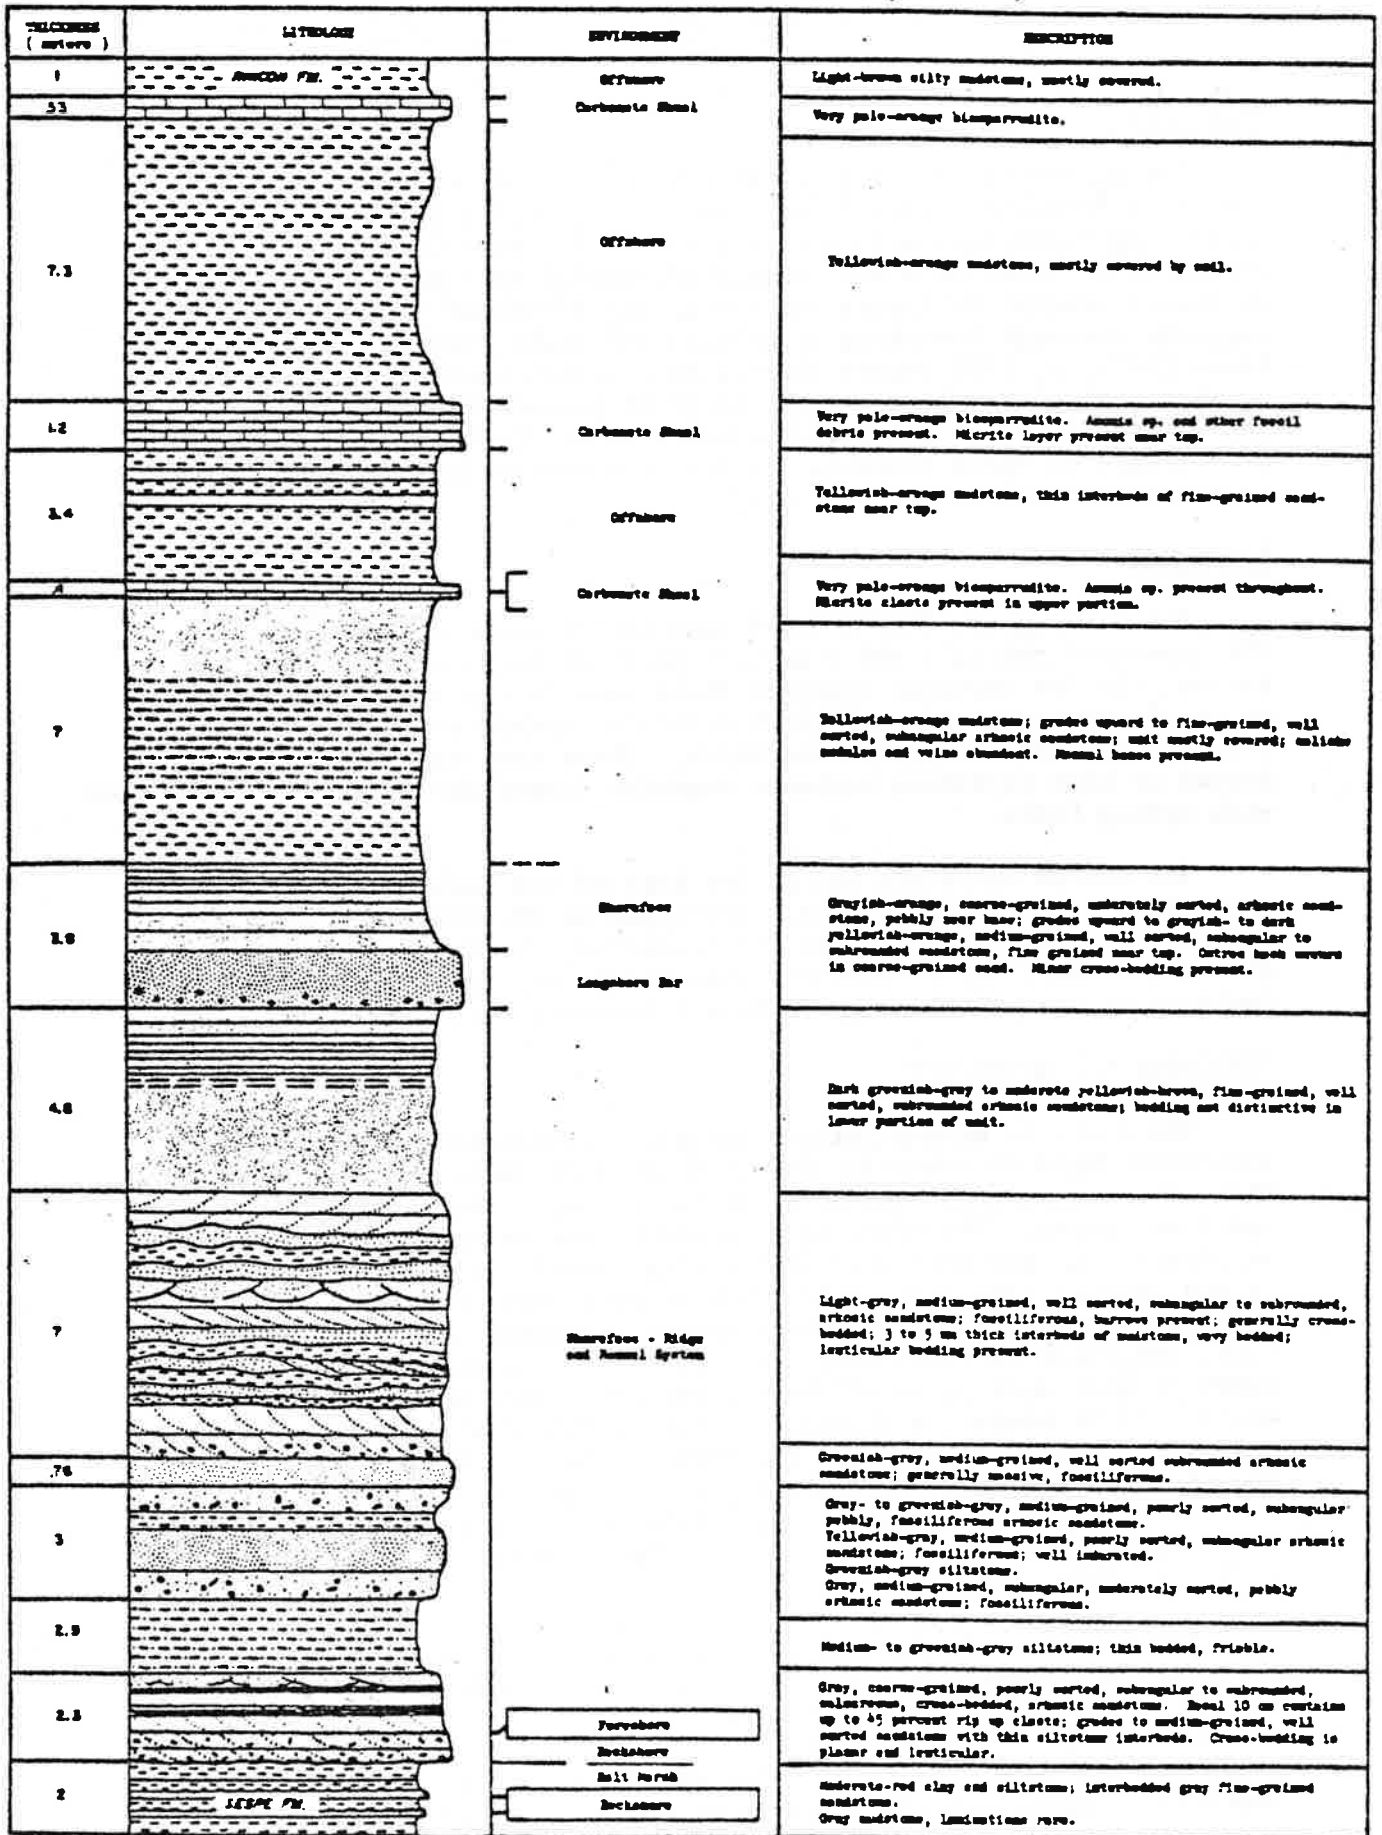 THICKNESS LITHOLOGY ENVIRONMENT DESCRIPTION
( meters )
1 RINCON FM. Offshore Light-brown silty mudstone, mostly covered.
.53 Carbonate Shoal Very pale-orange biosparrudite.
7.3 Offshore Yellowish-orange mudstone, mostly covered by soil.
1.2 Carbonate Shoal Very pale-orange biosparrudite. sp. and other fossil
debris present. Micrite layer present near top.
3.4 Offshore Yellowish-orange mudstone, thin interbeds of fine-grained sand-
stone near top.
Carbonate Shoal Very pale-orange biosparrudite. sp. present throughout.
Micrite clasts present in upper portion.
7 Yellowish-orange mudstone; grades upward to fine-grained, well
sorted, subangular arkosic sandstone; unit mostly covered; caliche
nodules and veins abundant. Mammal bones present.
Shoreface Grayish-orange, coarse-grained, moderately sorted, arkosic sand-
stone, pebbly near base; grades upward to grayish- to dark
yellowish-orange, medium-grained, well sorted, subangular to
subrounded sandstone, fine grained near top.
in coarse-grained sand. Minor cross-bedding present.
Longshore Bar
4.8 Dark greenish-gray to moderate yellowish-brown, fine-grained, well
sorted, subrounded arkosic sandstone; bedding not distinctive in
lower portion of unit.
7 Shoreface - Ridge
and Runnel System
Light-gray, medium-grained, well sorted, subangular to subrounded,
arkosic sandstone; fossiliferous, burrows present; generally cross-
bedded; 3 to 5 thick interbeds of mudstone, wavy bedded;
lenticular bedding present.
.76 Greenish-gray, medium-grained, well sorted subrounded arkosic
sandstone; generally massive, fossiliferous.
3 Gray- to greenish-gray, medium-grained, poorly sorted, subangular
pebbly, fossiliferous arkosic sandstone.
Yellowish-gray, medium-grained, poorly sorted, subangular arkosic
sandstone; fossiliferous; well indurated.
Greenish-gray siltstone.
Gray, medium-grained, subangular, moderately sorted, pebbly
arkosic sandstone; fossiliferous.
2.9 Medium- to greenish-gray siltstone; thin bedded, friable.
2.3 Gray, coarse-grained, poorly sorted, subangular to subrounded,
calcareous, cross-bedded, arkosic sandstone. Basal 10 cm contains
up to 45 percent rip up clasts; grades to medium-grained, well
sorted sandstone with thin siltstone interbeds. Cross-bedding is
planar and lenticular.
Foreshore
Backshore
Salt Marsh
2 SESPE FM. Backshore Moderate-red clay and siltstone; interbedded gray fine-grained
sandstone.
Gray mudstone, laminations rare.